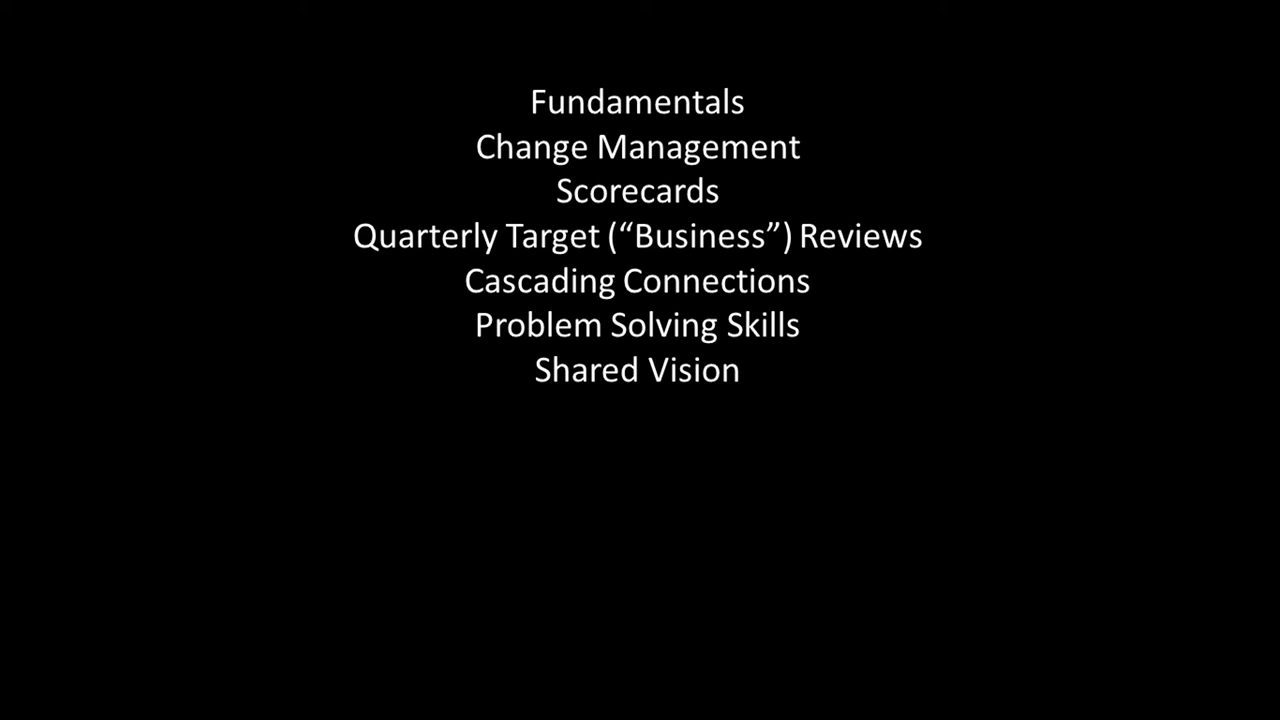 Fundamentals
Change Management
Scorecards
Quarterly Target (“Business”) Reviews
Cascading Connections
Problem Solving Skills
Shared Vision